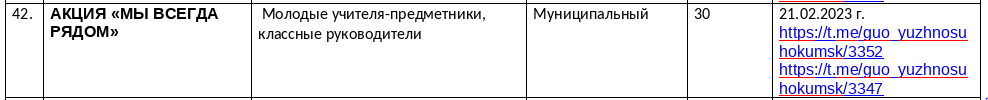 42.
АКЦИЯ «МЫ ВСЕГДА
РЯДОМ»
Молодые учителя-предметники,
классные руководители
Муниципальный
30
21.02.2023 г.
https://t.me/guo_yuzhnosu
hokumsk/3352
https://t.me/guo_yuzhnosu
hokumsk/3347